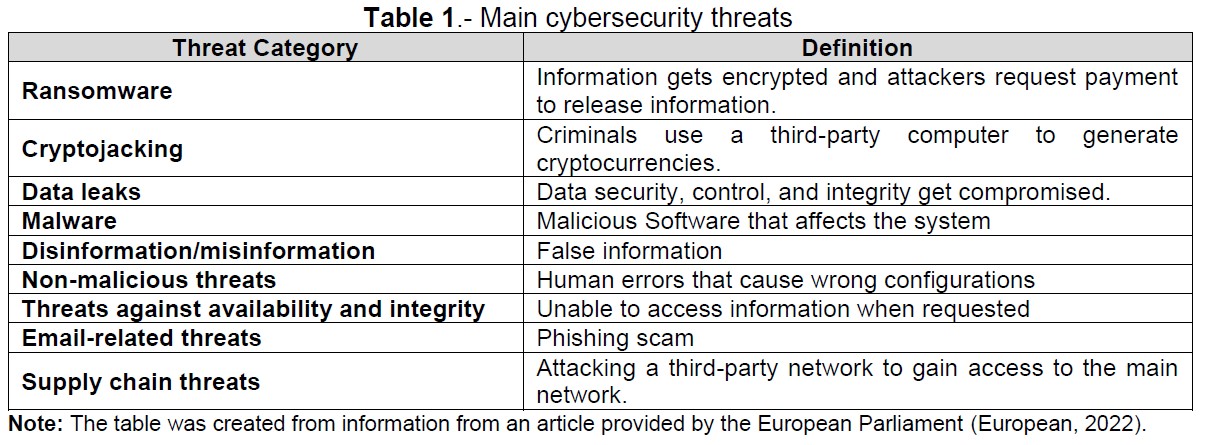 Table 1.- Main cybersecurity threats
Threat Category Definition
Ransomware Information gets encrypted and attackers request payment
to release information.
Cryptojacking Criminals use a third-party computer to generate
cryptocurrencies.
Data leaks Data security, control, and integrity get compromised.
Malware Malicious Software that affects the system
Disinformation/misinformation False information
Non-malicious threats Human errors that cause wrong configurations
Threats against availability and integrity Unable to access information when requested
Email-related threats Phishing scam
Supply chain threats Attacking a third-party network to gain access to the main
network.
Note: The table was created from information from an article provided by the European Parliament (European, 2022).